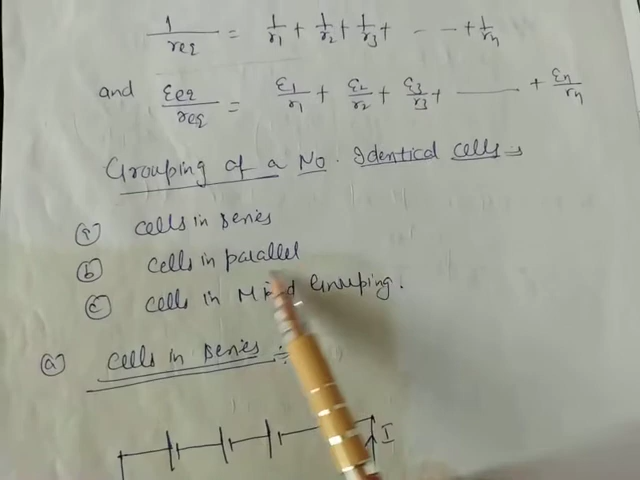 1/req = 1/r1 + 1/r2 + 1/r3 + - - + 1/rn
and εeq/req = ε1/r1 + ε2/r2 + ε3/r3 + —— + εn/rn
Grouping of a No. Identical cells :-
(a) cells in series
(b) cells in parallel
(c) cells in Mixed Grouping.
(a) cells in series :-
I